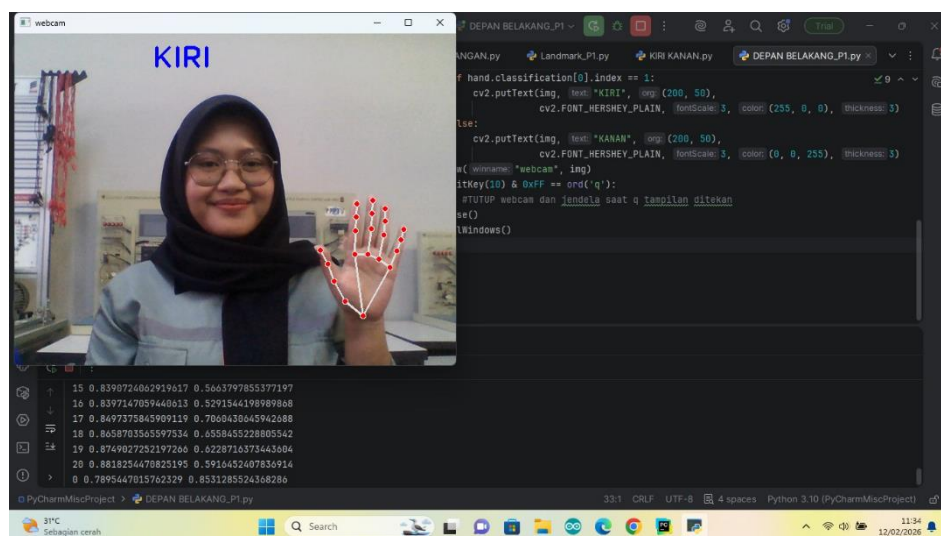 webcam
KIRI
DEPAN BELAKANG_P1
Trial
ANGAN.py
Landmark_P1.py
KIRI KANAN.py
DEPAN BELAKANG_P1.py
f hand.classification[0].index == 1:
9
cv2.putText(img, text: "KIRI", org: (200, 50),
cv2.FONT_HERSHEY_PLAIN, fontScale: 3, color: (255, 0, 0), thickness: 3)
lse:
cv2.putText(img, text: "KANAN", org: (200, 50),
cv2.FONT_HERSHEY_PLAIN, fontScale: 3, color: (0, 0, 255), thickness: 3)
w( winname: "webcam", img)
itKey(10) & 0xFF == ord('q'):
#TUTUP webcam dan jendela saat q tampilan ditekan
se()
lWindows()
15 0.8390724062919617 0.5663797855377197
16 0.8397147059440613 0.5291544198989868
17 0.8497375845909119 0.7060430645942688
18 0.8658703565597534 0.6558455228805542
19 0.8749027252197266 0.6228716373443604
20 0.8818254470825195 0.5916452407836914
0 0.7895447015762329 0.8531285524368286
PyCharmMiscProject > DEPAN BELAKANG_P1.py
33:1 CRLF UTF-8 4 spaces Python 3.10 (PyCharmMiscProject)
31°C
Sebagian cerah
Search
11:34
12/02/2026